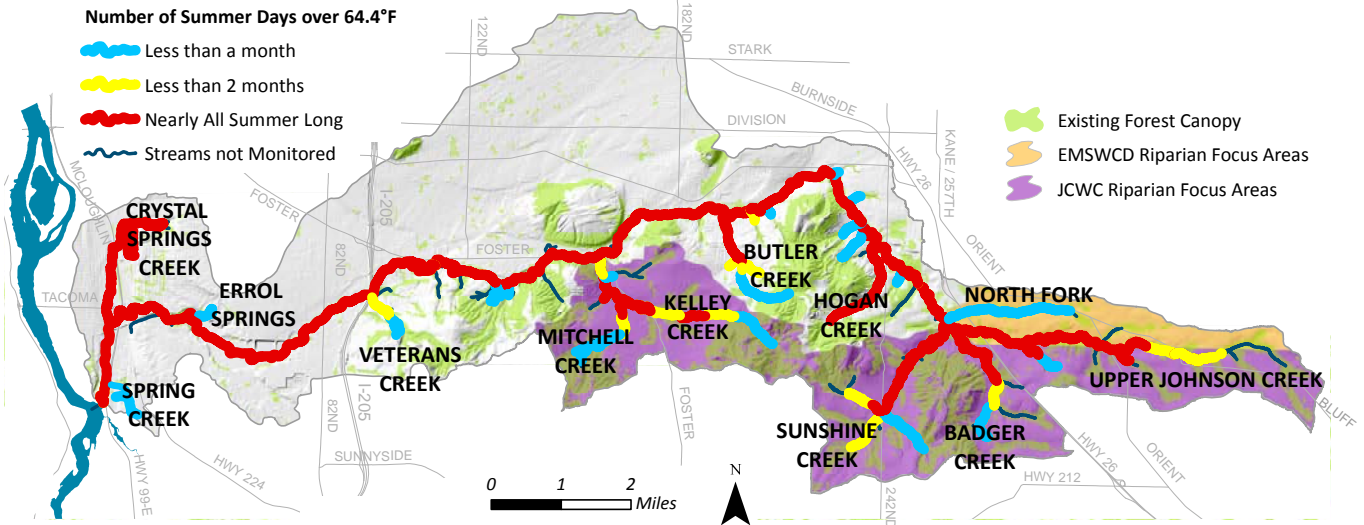 Number of Summer Days over 64.4°F
Less than a month
Less than 2 months
Nearly All Summer Long
Streams not Monitored
Existing Forest Canopy
EMSWCD Riparian Focus Areas
JCWC Riparian Focus Areas
122ND
182ND
STARK
BURNSIDE
DIVISION
HWY 26
KANE / 257TH
MCLOUGHLIN
FOSTER
I-205
82ND
FOSTER
ORIENT
CRYSTAL
SPRINGS
CREEK
TACOMA
ERROL
SPRINGS
BUTLER
CREEK
HOGAN
CREEK
NORTH FORK
KELLEY
CREEK
MITCHELL
CREEK
VETERANS
CREEK
UPPER JOHNSON CREEK
SPRING
CREEK
82ND
I-205
FOSTER
BLUFF
SUNSHINE
CREEK
BADGER
CREEK
SUNNYSIDE
HWY 99-E
HWY 224
242ND
HWY 26
ORIENT
HWY 212
0 1 2
Miles
N